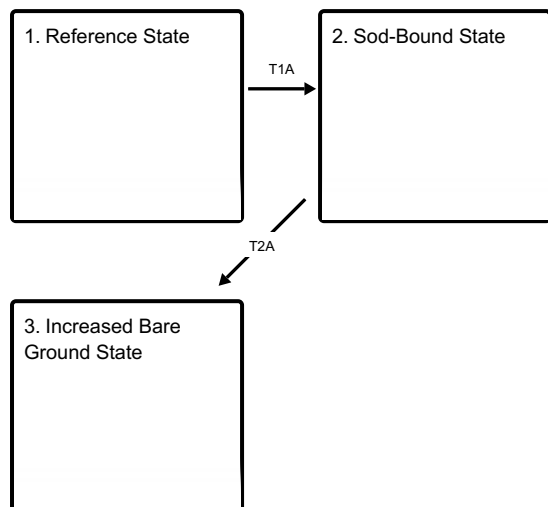 1. Reference State
T1A
2. Sod-Bound State
T2A
3. Increased Bare
Ground State